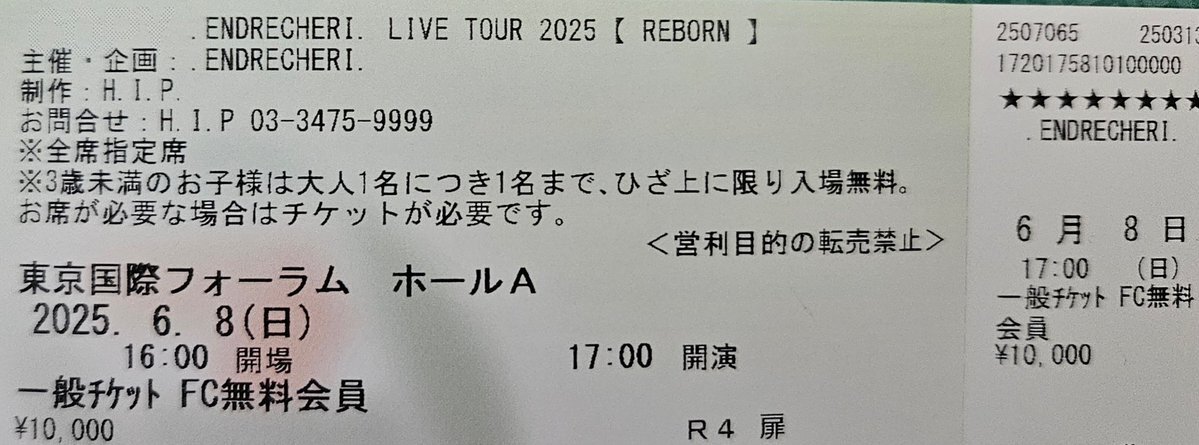 .ENDRECHERI. LIVE TOUR 2025【 REBORN 】
主催・企画：.ENDRECHERI.
制作：H.I.P.
お問合せ：H.I.P 03-3475-9999
※全席指定席
※3歳未満のお子様は大人1名につき1名まで、ひざ上に限り入場無料。
お席が必要な場合はチケットが必要です。
＜営利目的の転売禁止＞
東京国際フォーラム　ホールA
2025. 6. 8(日)
16:00 開場　17:00 開演
一般ﾁｹｯﾄ FC無料会員
¥10,000
R4 扉
2507065 250313
1720175810100000
★★★★★★★★
.ENDRECHERI.
6 月 8 日
17:00 (日)
一般ﾁｹｯﾄ FC無料
会員
¥10,000